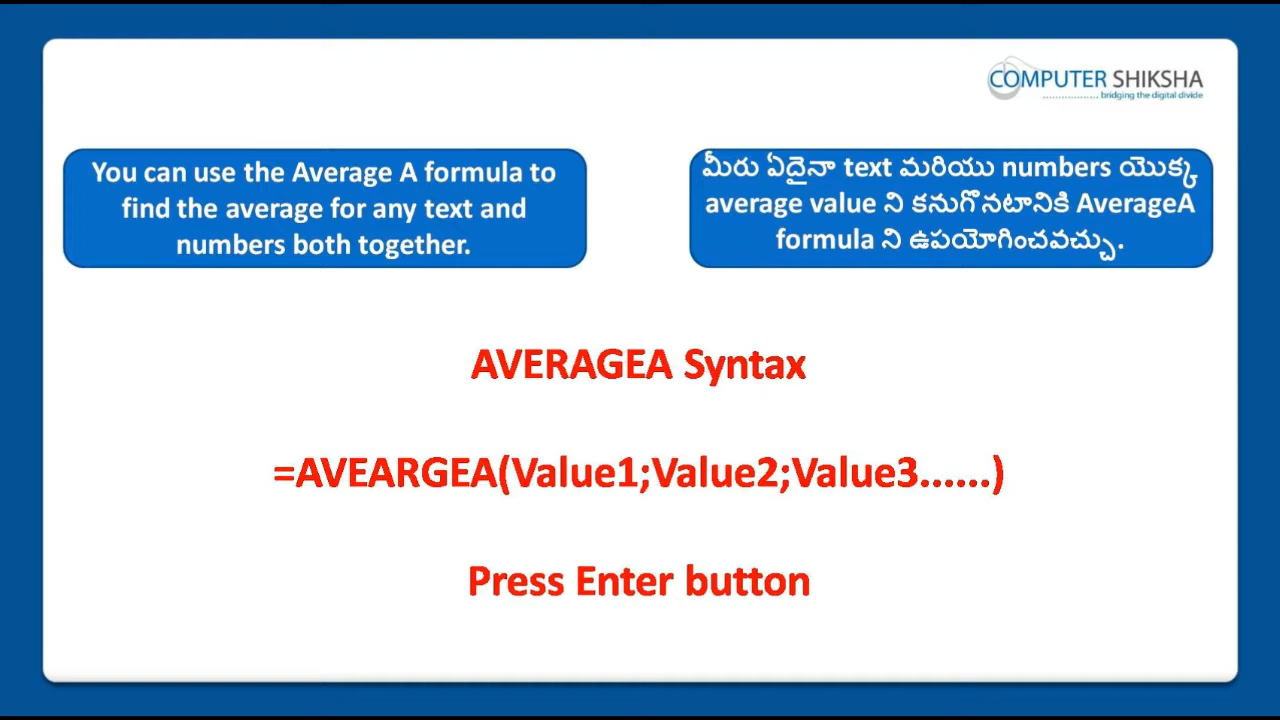 COMPUTER SHIKSHA
bridging the digital divide
You can use the Average A formula to
find the average for any text and
numbers both together.
మీరు ఏదైనా text మరియు numbers యొక్క
average value ని కనుగొనటానికి AverageA
formula ని ఉపయోగించవచ్చు.
AVERAGEA Syntax
=AVEARGEA(Value1;Value2;Value3......)
Press Enter button